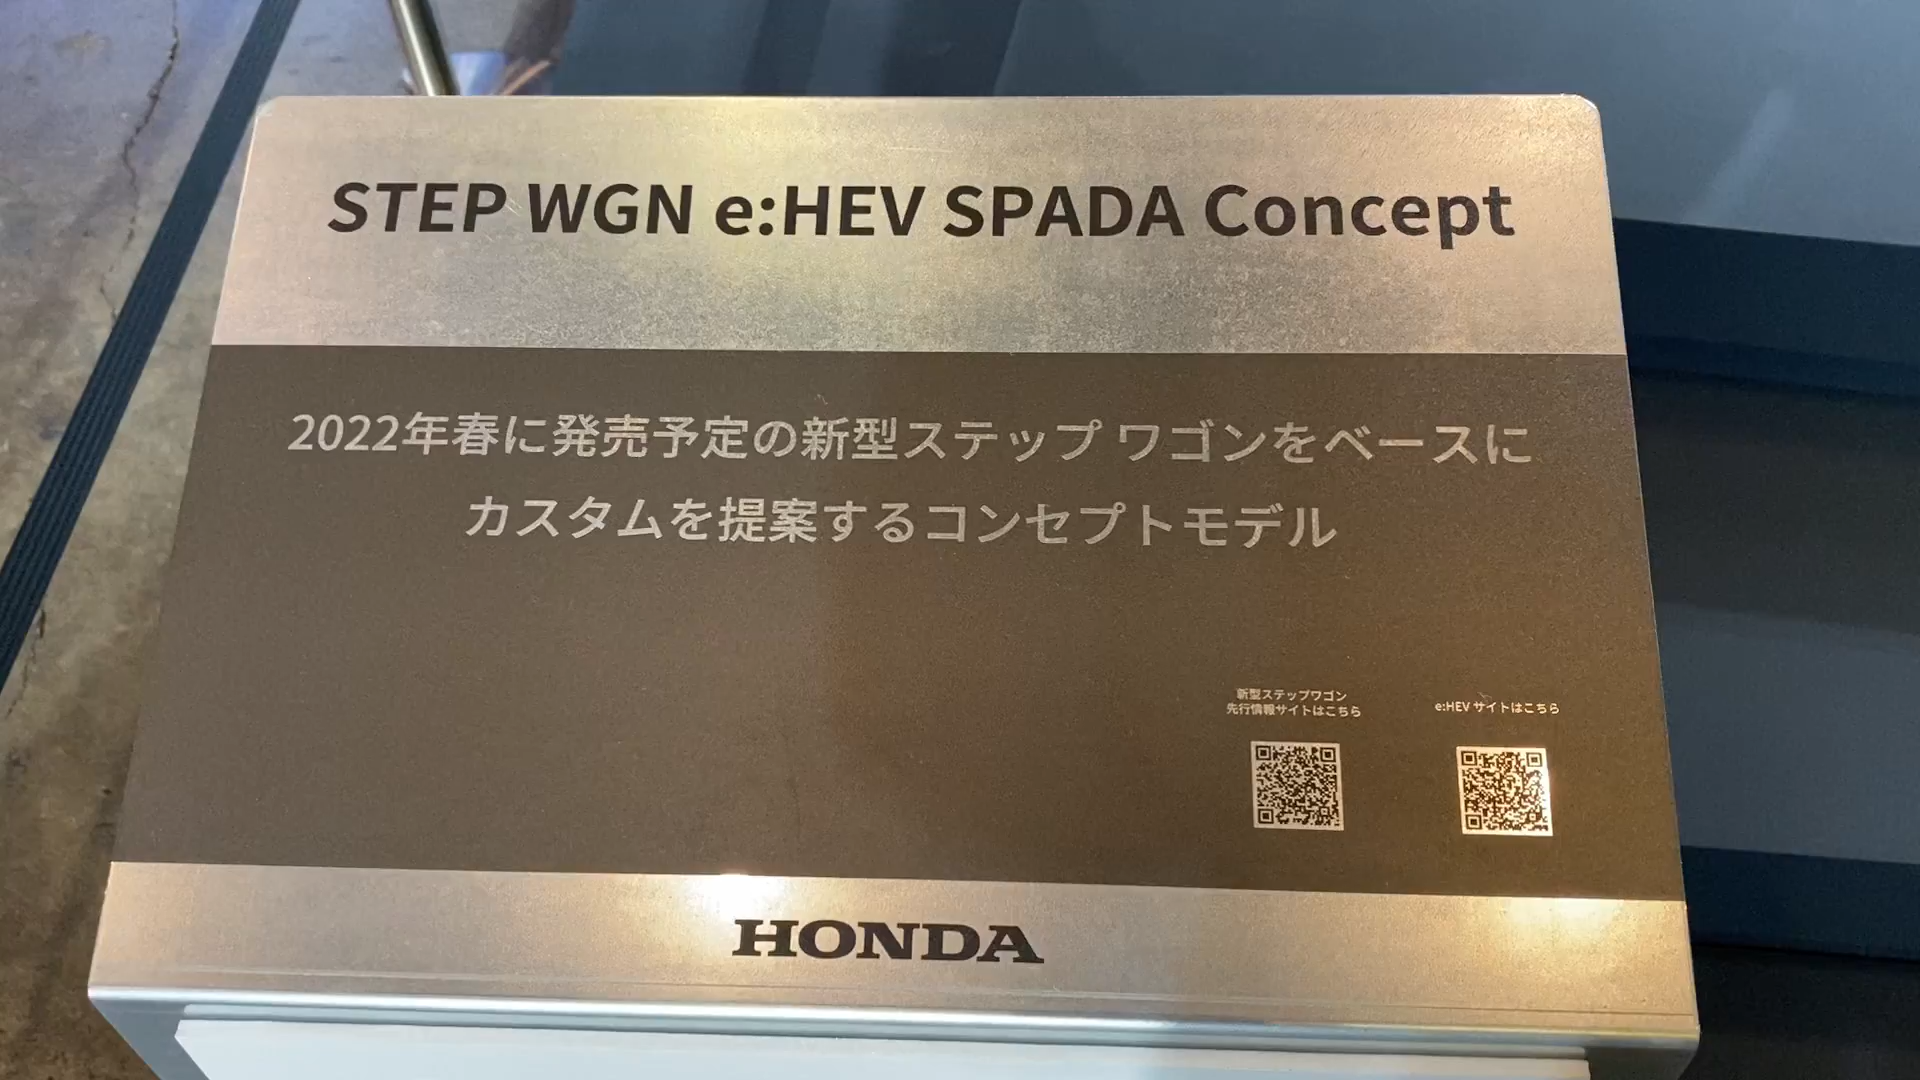 STEP WGN e:HEV SPADA Concept
2022年春に発売予定の新型ステップ ワゴンをベースに
カスタムを提案するコンセプトモデル
新型ステップワゴン
先行情報サイトはこちら
e:HEV サイトはこちら
HONDA